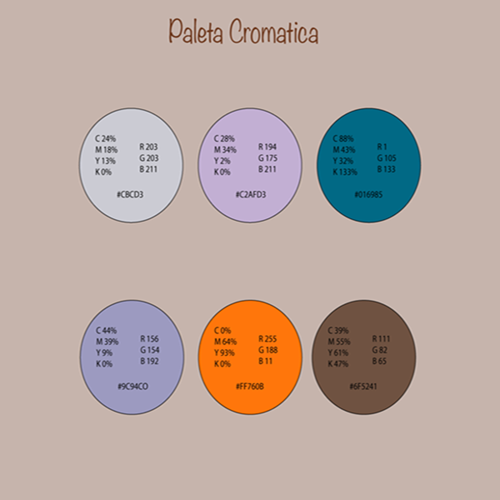 Paleta Cromatica
C 24%
M 18%
Y 13%
K 0%
R 203
G 203
B 211
#CBCD3
C 28%
M 34%
Y 2%
K 0%
R 194
G 175
B 211
#C2AFD3
C 88%
M 43%
Y 32%
K 133%
R 1
G 105
B 133
#016985
C 44%
M 39%
Y 9%
K 0%
R 156
G 154
B 192
#9C94CO
C 0%
M 64%
Y 93%
K 0%
R 255
G 188
B 11
#FF760B
C 39%
M 55%
Y 61%
K 47%
R 111
G 82
B 65
#6F5241